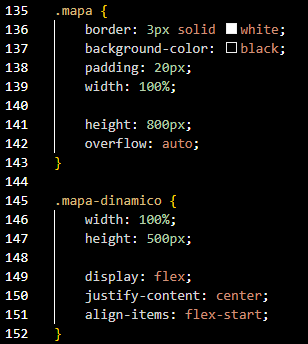 135 .mapa {
136 border: 3px solid white;
137 background-color: black;
138 padding: 20px;
139 width: 100%;
140
141 height: 800px;
142 overflow: auto;
143 }
144
145 .mapa-dinamico {
146 width: 100%;
147 height: 500px;
148
149 display: flex;
150 justify-content: center;
151 align-items: flex-start;
152 }